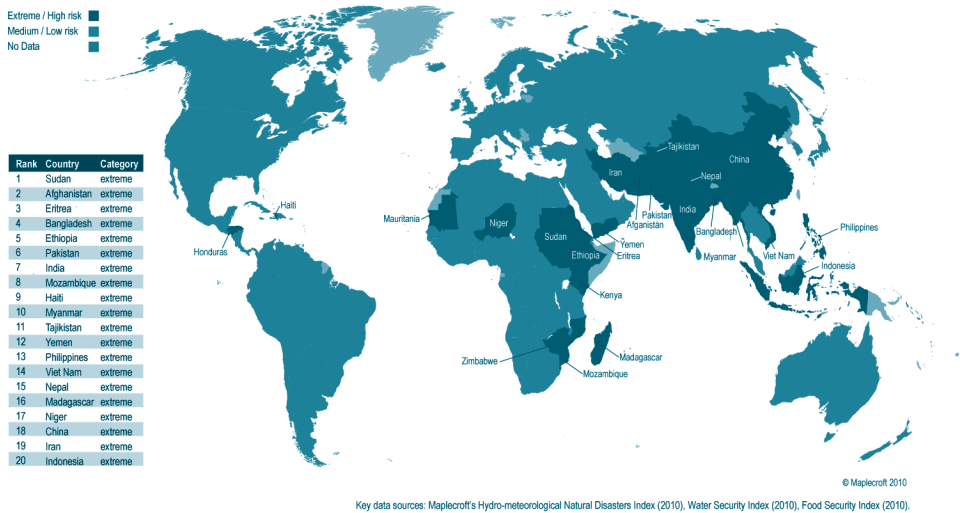 Extreme / High risk
Medium / Low risk
No Data
Rank Country Category
1 Sudan extreme
2 Afghanistan extreme
3 Eritrea extreme
4 Bangladesh extreme
5 Ethiopia extreme
6 Pakistan extreme
7 India extreme
8 Mozambique extreme
9 Haiti extreme
10 Myanmar extreme
11 Tajikistan extreme
12 Yemen extreme
13 Philippines extreme
14 Viet Nam extreme
15 Nepal extreme
16 Madagascar extreme
17 Niger extreme
18 China extreme
19 Iran extreme
20 Indonesia extreme
Haiti
Honduras
Mauritania
Niger
Sudan
Ethiopia
Yemen
Eritrea
Kenya
Zimbabwe
Madagascar
Mozambique
Tajikistan
Iran
China
Nepal
Pakistan
Afganistán
India
Bangladesh
Myanmar
Viet Nam
Philippines
Indonesia
© Maplecroft 2010
Key data sources: Maplecroft's Hydro-meteorological Natural Disasters Index (2010), Water Security Index (2010), Food Security Index (2010).